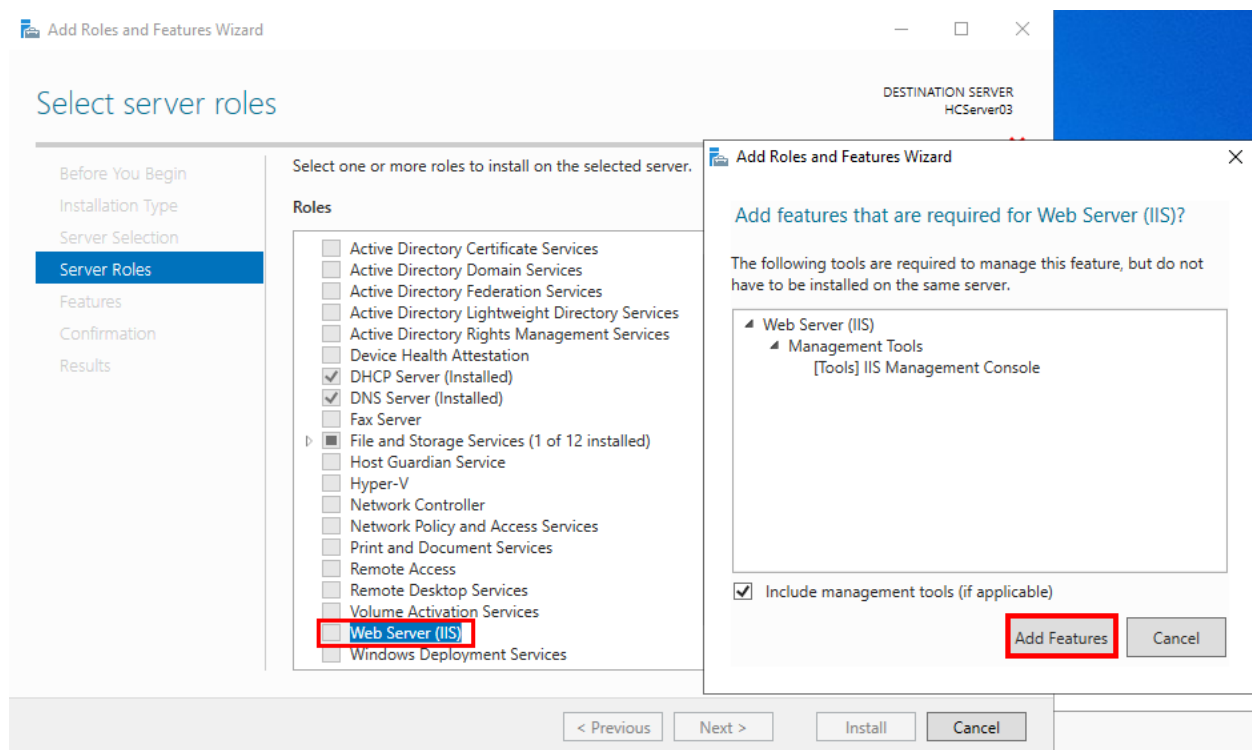 Add Roles and Features Wizard
Select server roles
DESTINATION SERVER
HCServer03
Before You Begin
Installation Type
Server Selection
Server Roles
Features
Confirmation
Results
Select one or more roles to install on the selected server.
Roles
Active Directory Certificate Services
Active Directory Domain Services
Active Directory Federation Services
Active Directory Lightweight Directory Services
Active Directory Rights Management Services
Device Health Attestation
DHCP Server (Installed)
DNS Server (Installed)
Fax Server
File and Storage Services (1 of 12 installed)
Host Guardian Service
Hyper-V
Network Controller
Network Policy and Access Services
Print and Document Services
Remote Access
Remote Desktop Services
Volume Activation Services
Web Server (IIS)
Windows Deployment Services
< Previous
Next >
Install
Cancel
Add Roles and Features Wizard
Add features that are required for Web Server (IIS)?
The following tools are required to manage this feature, but do not
have to be installed on the same server.
Web Server (IIS)
Management Tools
[Tools] IIS Management Console
Include management tools (if applicable)
Add Features
Cancel